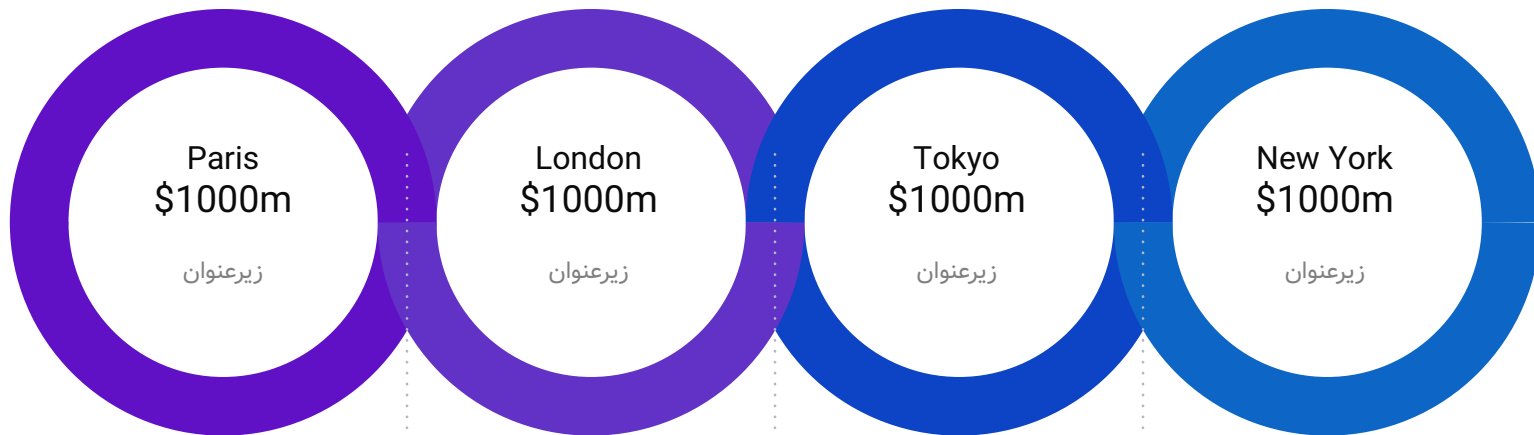 Paris
$1000m
زیرعنوان
London
$1000m
زیرعنوان
Tokyo
$1000m
زیرعنوان
New York
$1000m
زیرعنوان